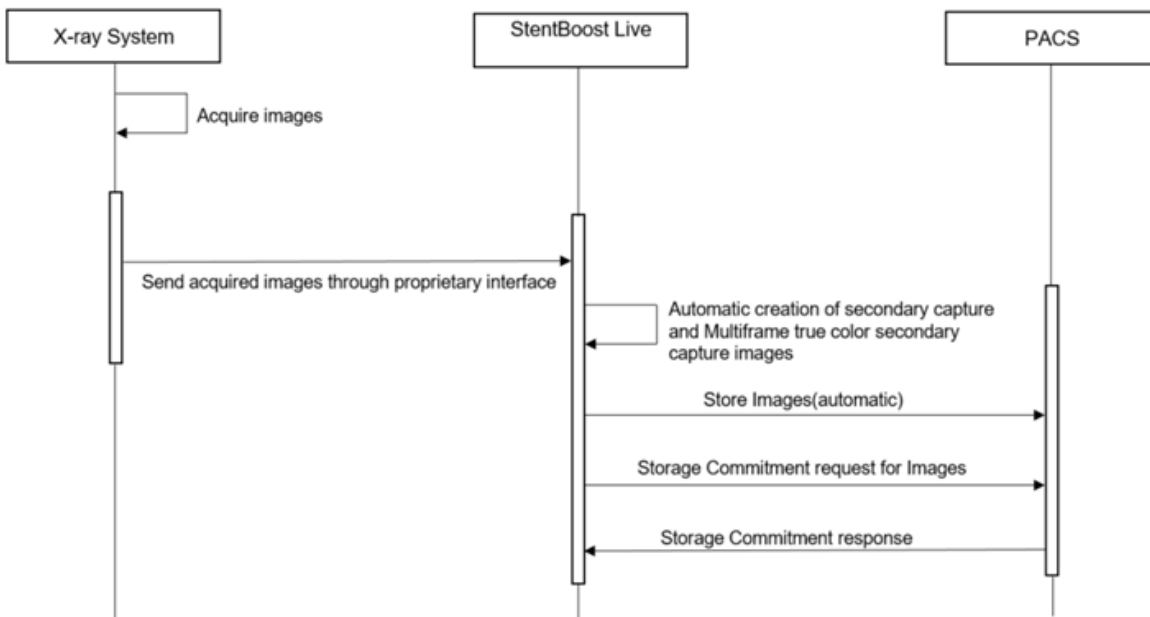 X-ray System
StentBoost Live
PACS
Acquire images
Send acquired images through proprietary interface
Automatic creation of secondary capture
and Multiframe true color secondary
capture images
Store Images(automatic)
Storage Commitment request for Images
Storage Commitment response